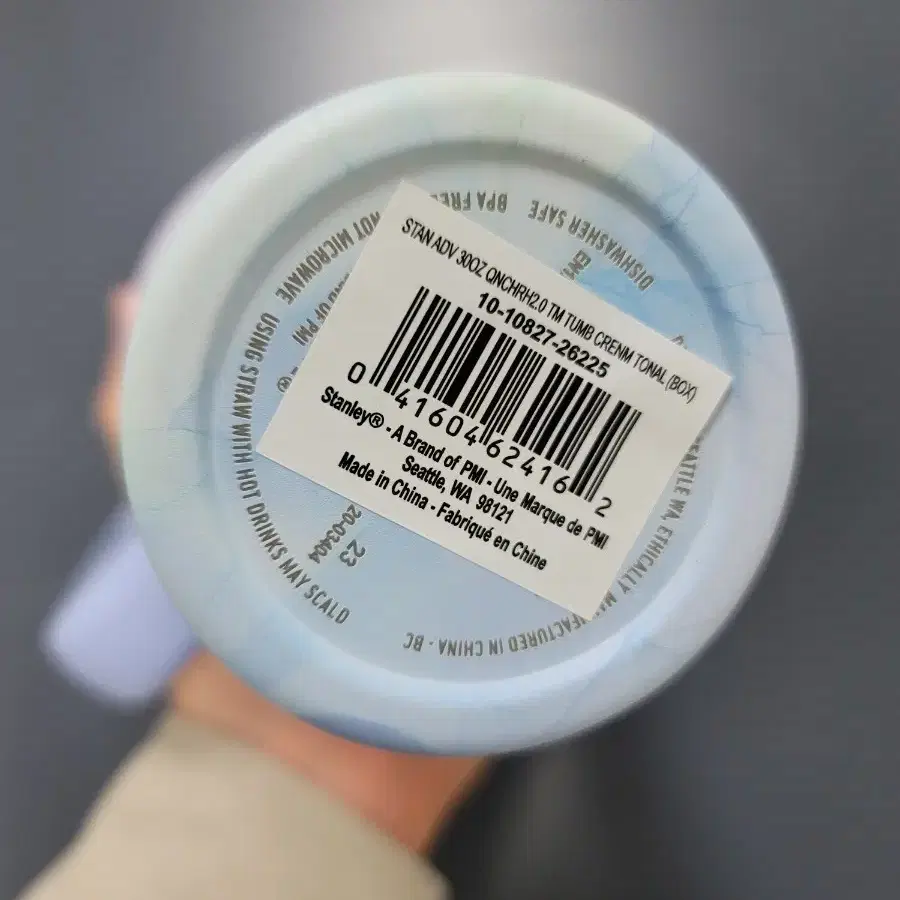 STAN ADV 30OZ QNCHRH2.0 TM TUMB CRENM TONAL (BOX)
10-10827-26225
0 41604 62416 2
Stanley® - A Brand of PMI - Une Marque de PMI
Seattle, WA 98121
Made in China - Fabriqué en Chine
DISHWASHER SAFE
BPA FREE
NOT MICROWAVE
USING STRAW WITH HOT DRINKS MAY SCALD
OF PMI
®
WA ETHICALLY
IN CHINA · BC
23
20-03404